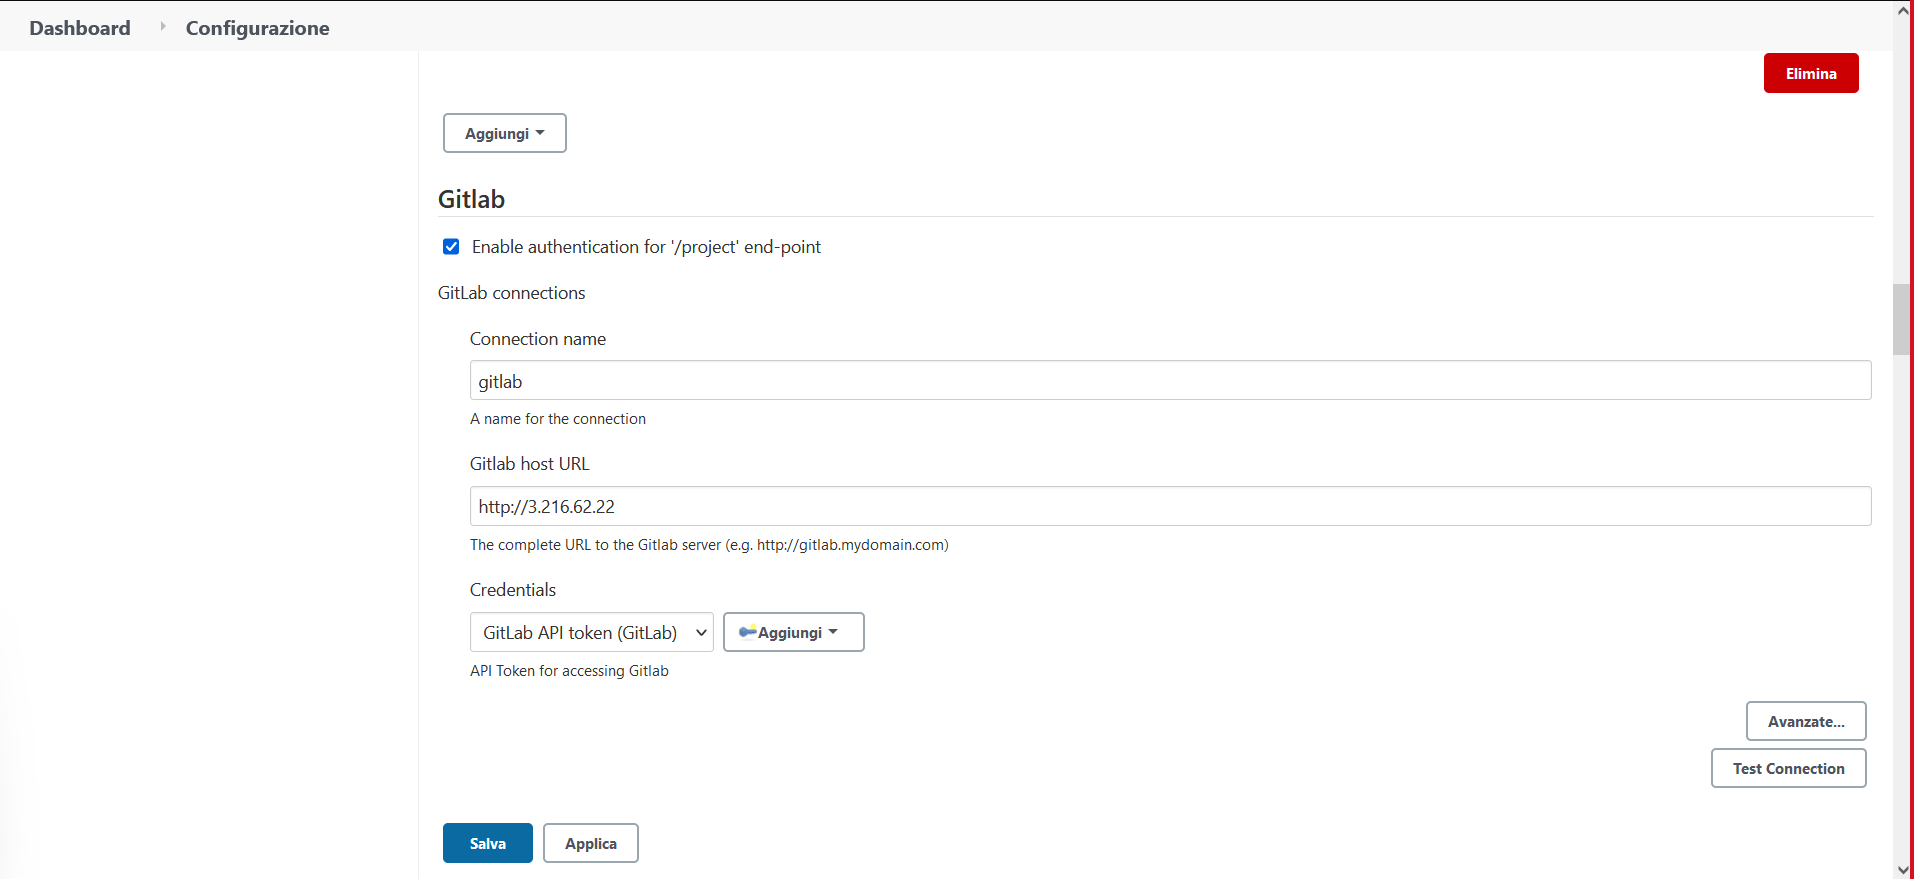 Dashboard
Configurazione
Elimina
Aggiungi
Gitlab
Enable authentication for '/project' end-point
GitLab connections
Connection name
gitlab
A name for the connection
Gitlab host URL
http://3.216.62.22
The complete URL to the Gitlab server (e.g. http://gitlab.mydomain.com)
Credentials
GitLab API token (GitLab)
Aggiungi
API Token for accessing Gitlab
Avanzate...
Test Connection
Salva
Applica